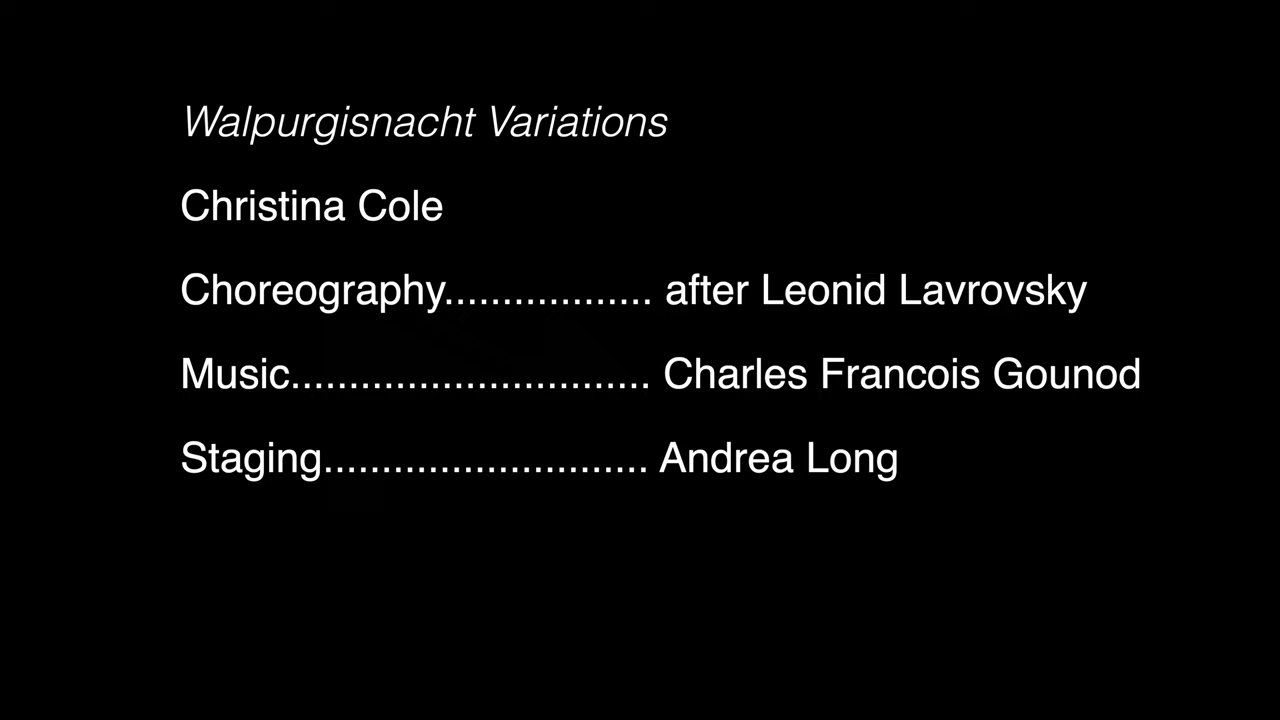 Walpurgisnacht Variations
Christina Cole
Choreography.................. after Leonid Lavrovsky
Music............................... Charles Francois Gounod
Staging............................ Andrea Long